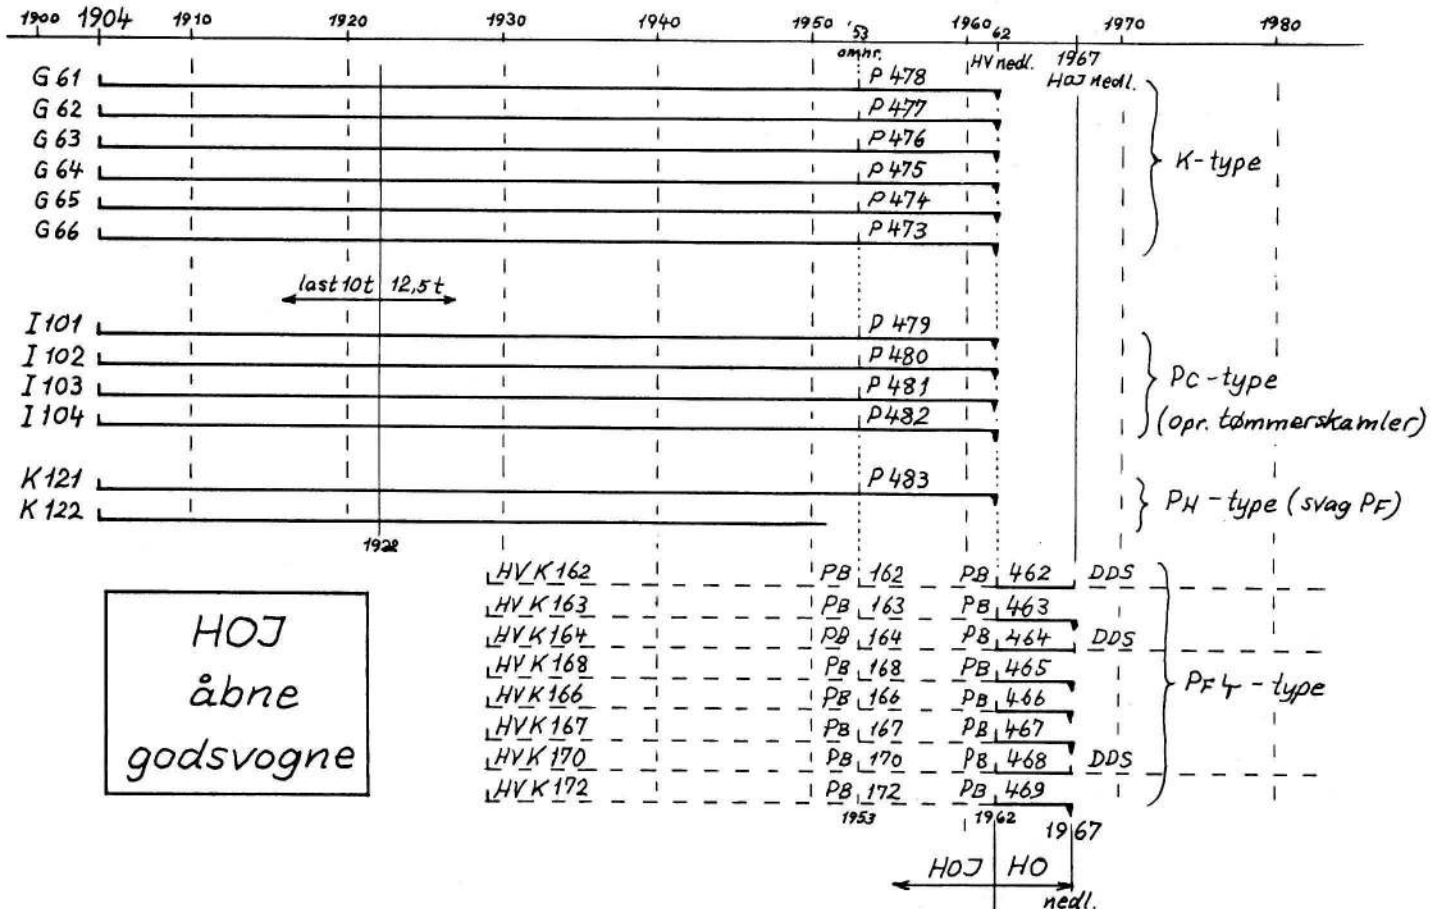 1900 1904 1910 1920 1930 1940 1950 '53 1960 '62 1970 1980
omnr. HV nedl. 1967
HOJ nedl.
G 61 P 478
G 62 P 477
G 63 P 476
G 64 P 475
G 65 P 474
G 66 P 473
K-type
last 10t 12,5 t
I 101 P 479
I 102 P 480
I 103 P 481
I 104 P 482
PC-type
(opr. tømmerskamler)
K 121 P 483
K 122
PH-type (svag PF)
1922
HV K 162 PB 162 PB 462 DDS
HV K 163 PB 163 PB 463
HV K 164 PB 164 PB 464 DDS
HV K 168 PB 168 PB 465
HV K 166 PB 166 PB 466
HV K 167 PB 167 PB 467
HV K 170 PB 170 PB 468 DDS
HV K 172 PB 172 PB 469
-type
1953 1962 1967
HOJ HO
nedl.
HOJ
åbne
godsvogne